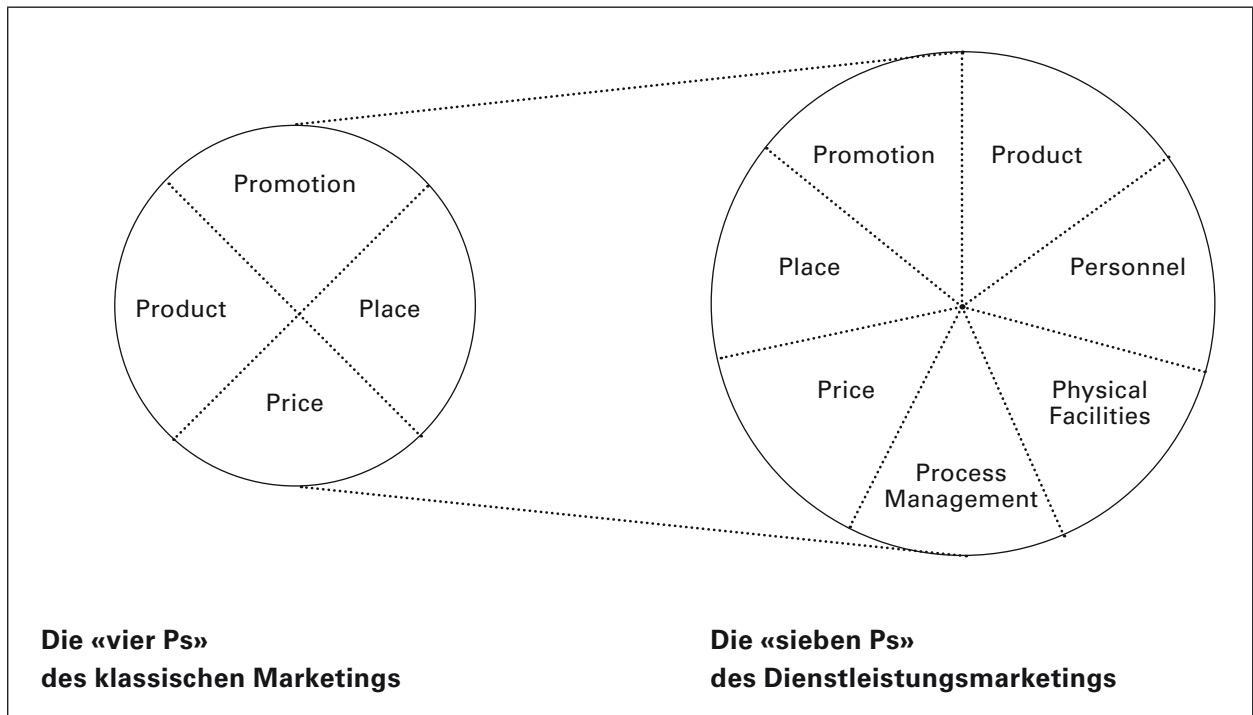 Promotion
Product
Place
Price
Promotion
Product
Place
Personnel
Price
Physical
Facilities
Process
Management
Die «vier Ps»
des klassischen Marketings
Die «sieben Ps»
des Dienstleistungsmarketings